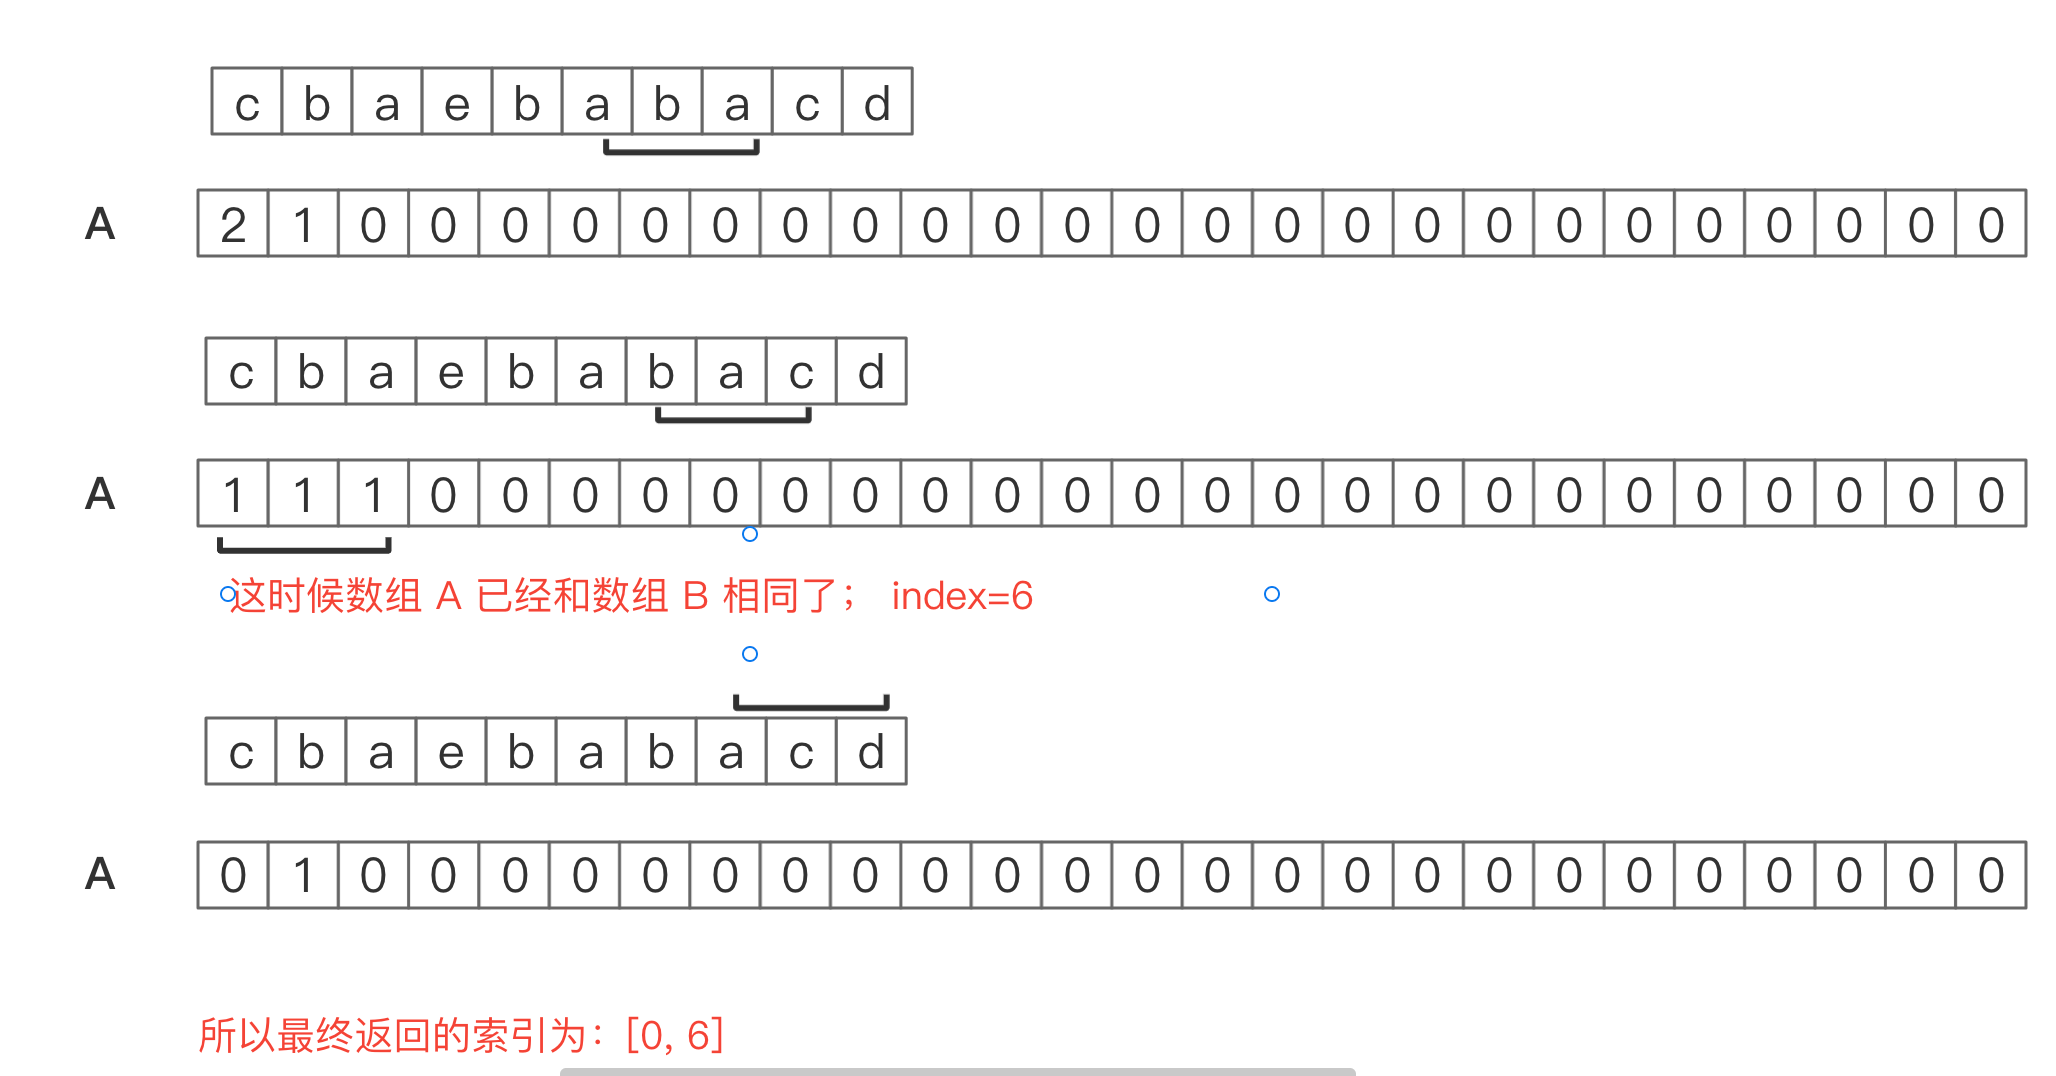 c b a e b a b a c d
A 2 1 0 0 0 0 0 0 0 0 0 0 0 0 0 0 0 0 0 0 0 0 0 0 0 0
c b a e b a b a c d
A 1 1 1 0 0 0 0 0 0 0 0 0 0 0 0 0 0 0 0 0 0 0 0 0 0 0
这时候数组 A 已经和数组 B 相同了； index=6
c b a e b a b a c d
A 0 1 0 0 0 0 0 0 0 0 0 0 0 0 0 0 0 0 0 0 0 0 0 0 0 0
所以最终返回的索引为：[0, 6]